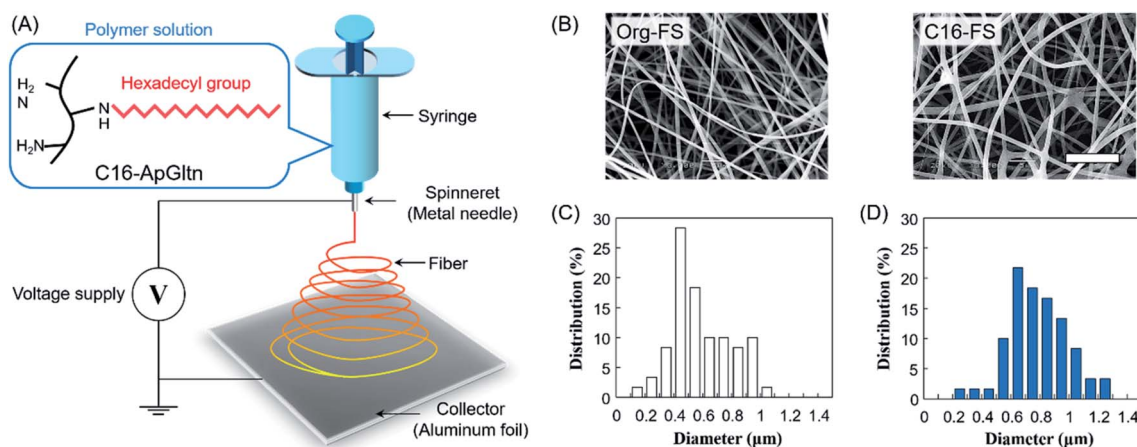 (A)
Polymer solution
H2
N
N
H
H2N
Hexadecyl group
C16-ApGltn
Syringe
Spinneret
(Metal needle)
Fiber
Voltage supply
V
Collector
(Aluminum foil)
(B)
Org-FS
C16-FS
(C)
Distribution (%)
30
25
20
15
10
5
0
0 0.2 0.4 0.6 0.8 1 1.2 1.4
Diameter (μm)
(D)
Distribution (%)
30
25
20
15
10
5
0
0 0.2 0.4 0.6 0.8 1 1.2 1.4
Diameter (μm)